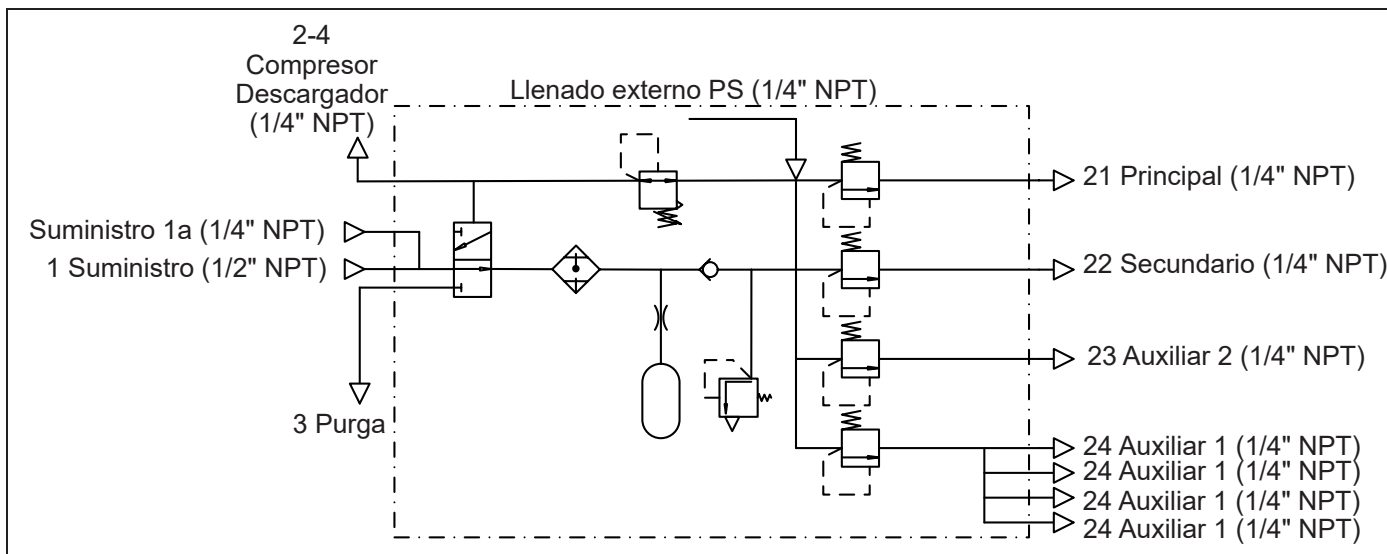 2-4
Compresor
Descargador
(1/4" NPT)
Llenado externo PS (1/4" NPT)
21 Principal (1/4" NPT)
Suministro 1a (1/4" NPT)
1 Suministro (1/2" NPT)
22 Secundario (1/4" NPT)
23 Auxiliar 2 (1/4" NPT)
3 Purga
24 Auxiliar 1 (1/4" NPT)
24 Auxiliar 1 (1/4" NPT)
24 Auxiliar 1 (1/4" NPT)
24 Auxiliar 1 (1/4" NPT)